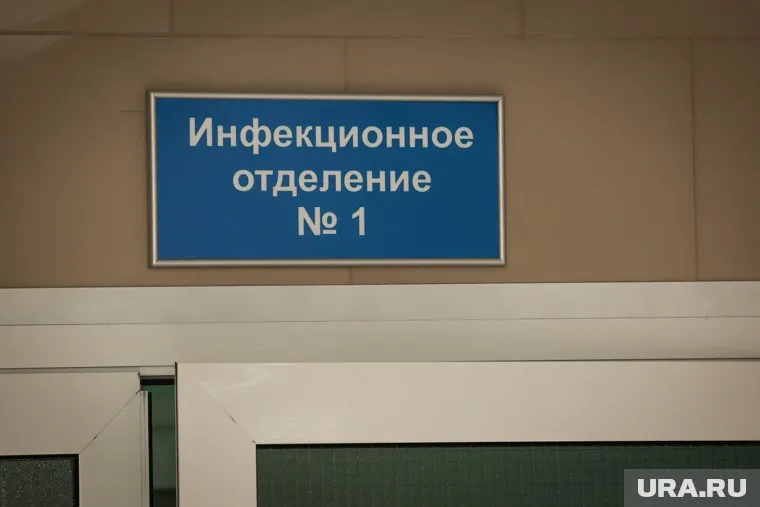 Инфекционное
отделение
№ 1
URA.RU